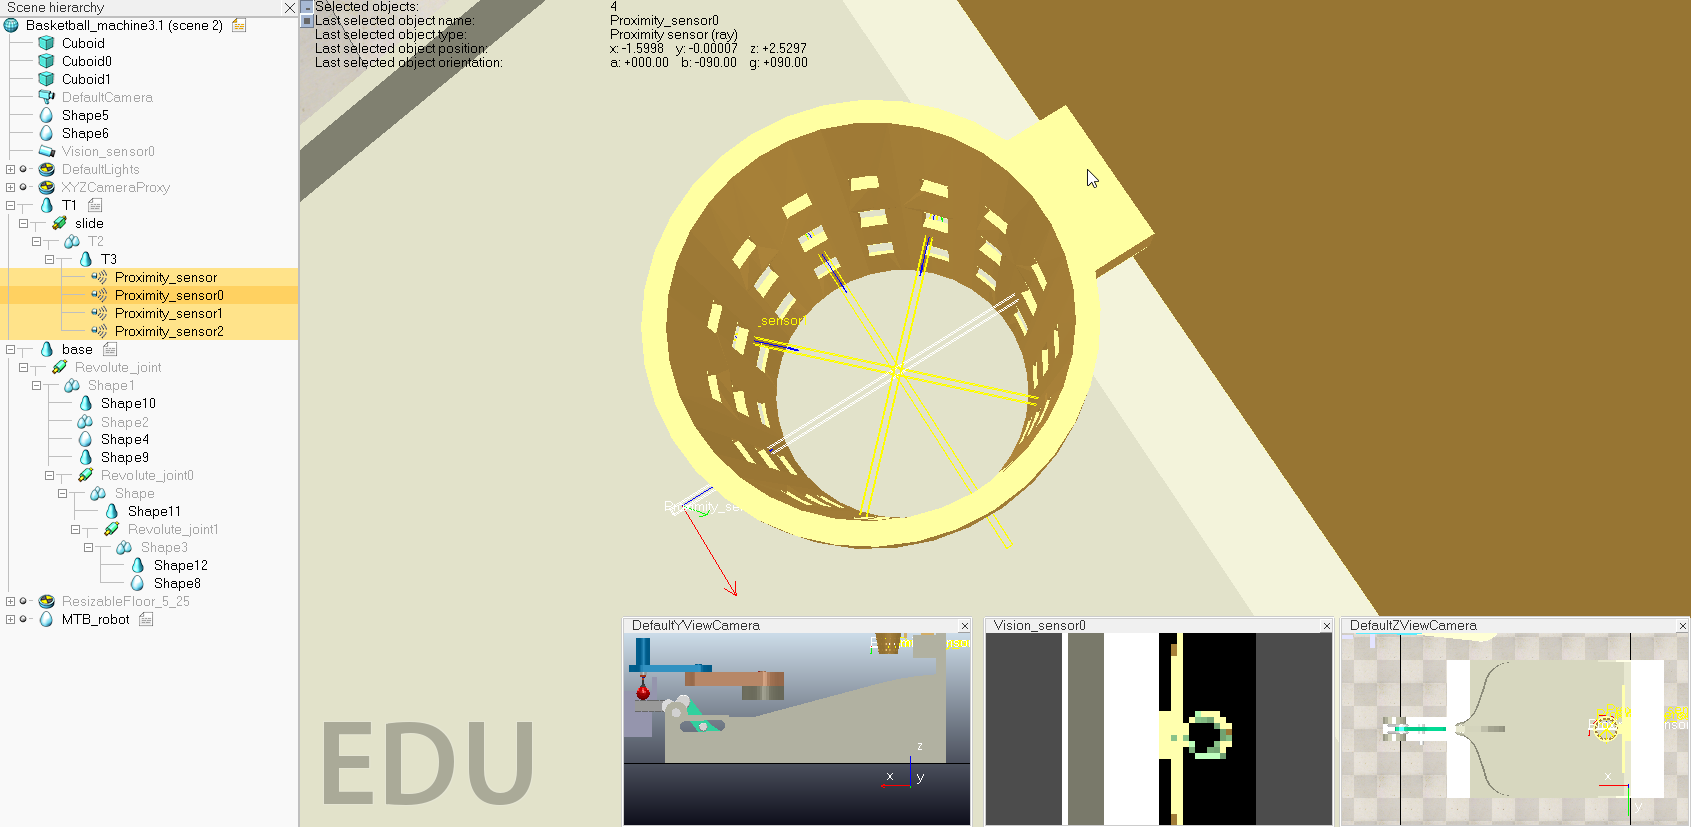 Scene hierarchy
Basketball_machine3.1 (scene 2)
Cuboid
Cuboid0
Cuboid1
DefaultCamera
Shape5
Shape6
Vision_sensor0
DefaultLights
XYZCameraProxy
T1
slide
T2
T3
Proximity_sensor
Proximity_sensor0
Proximity_sensor1
Proximity_sensor2
base
Revolute_joint
Shape1
Shape10
Shape2
Shape4
Shape9
Revolute_joint0
Shape
Shape11
Revolute_joint1
Shape3
Shape12
Shape8
ResizableFloor_5_25
MTB_robot
Selected objects: 4
Last selected object name: Proximity_sensor0
Last selected object type: Proximity sensor (ray)
Last selected object position: x: -1.5998 y: -0.00007 z: +2.5297
Last selected object orientation: a: +000.00 b: -090.00 g: +090.00
_sensor
Proximity_se
EDU
DefaultYViewCamera
z
x
y
Vision_sensor0
DefaultZViewCamera
x
y